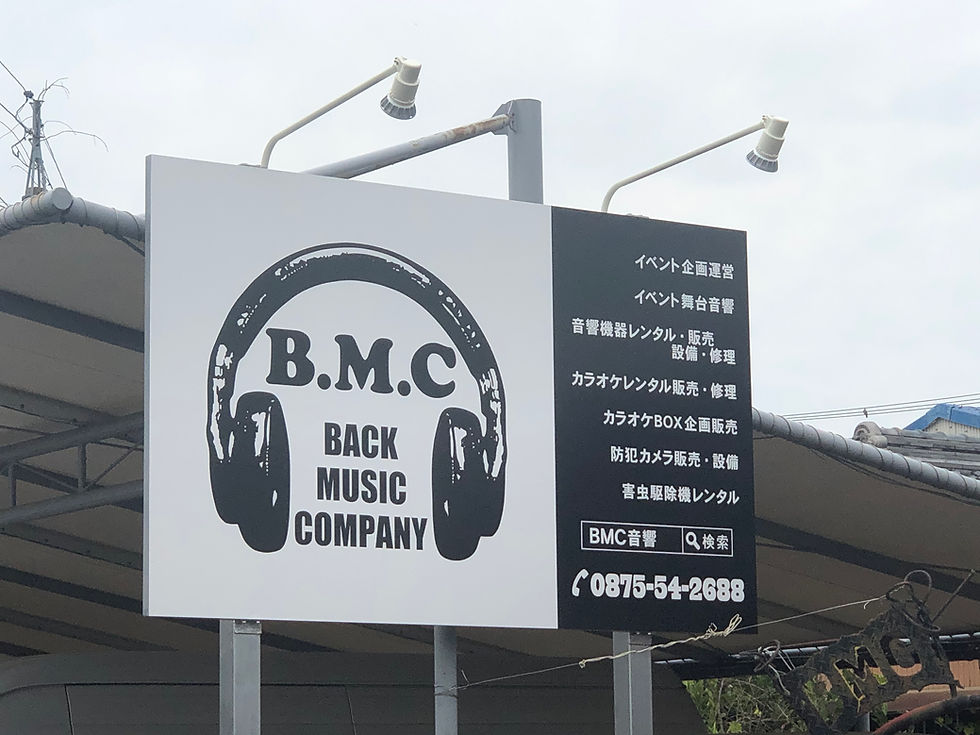 B.M.C
BACK
MUSIC
COMPANY
イベント企画運営
イベント舞台音響
音響機器レンタル・販売
設備・修理
カラオケレンタル販売・修理
カラオケBOX企画販売
防犯カメラ販売・設備
害虫駆除機レンタル
BMC音響 検索
0875-54-2688
BMC